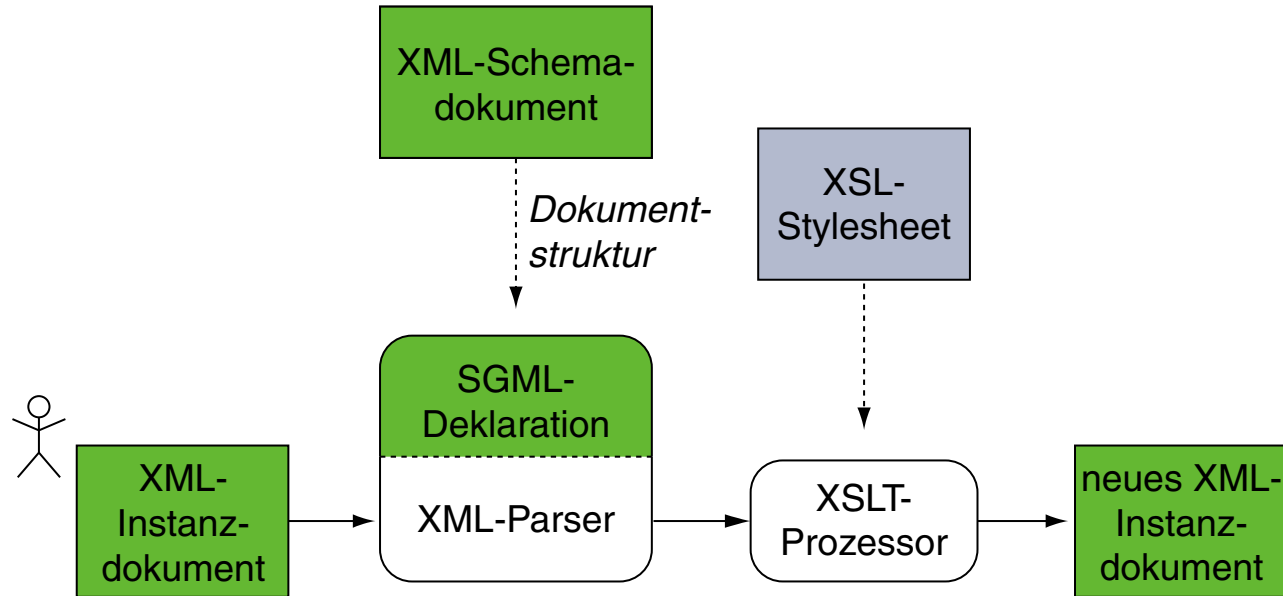 XML-Schema-
dokument
XSL-
Stylesheet
Dokument-
struktur
SGML-
Deklaration
XML-
Instanz-
dokument
XML-Parser
XSLT-
Prozessor
neues XML-
Instanz-
dokument